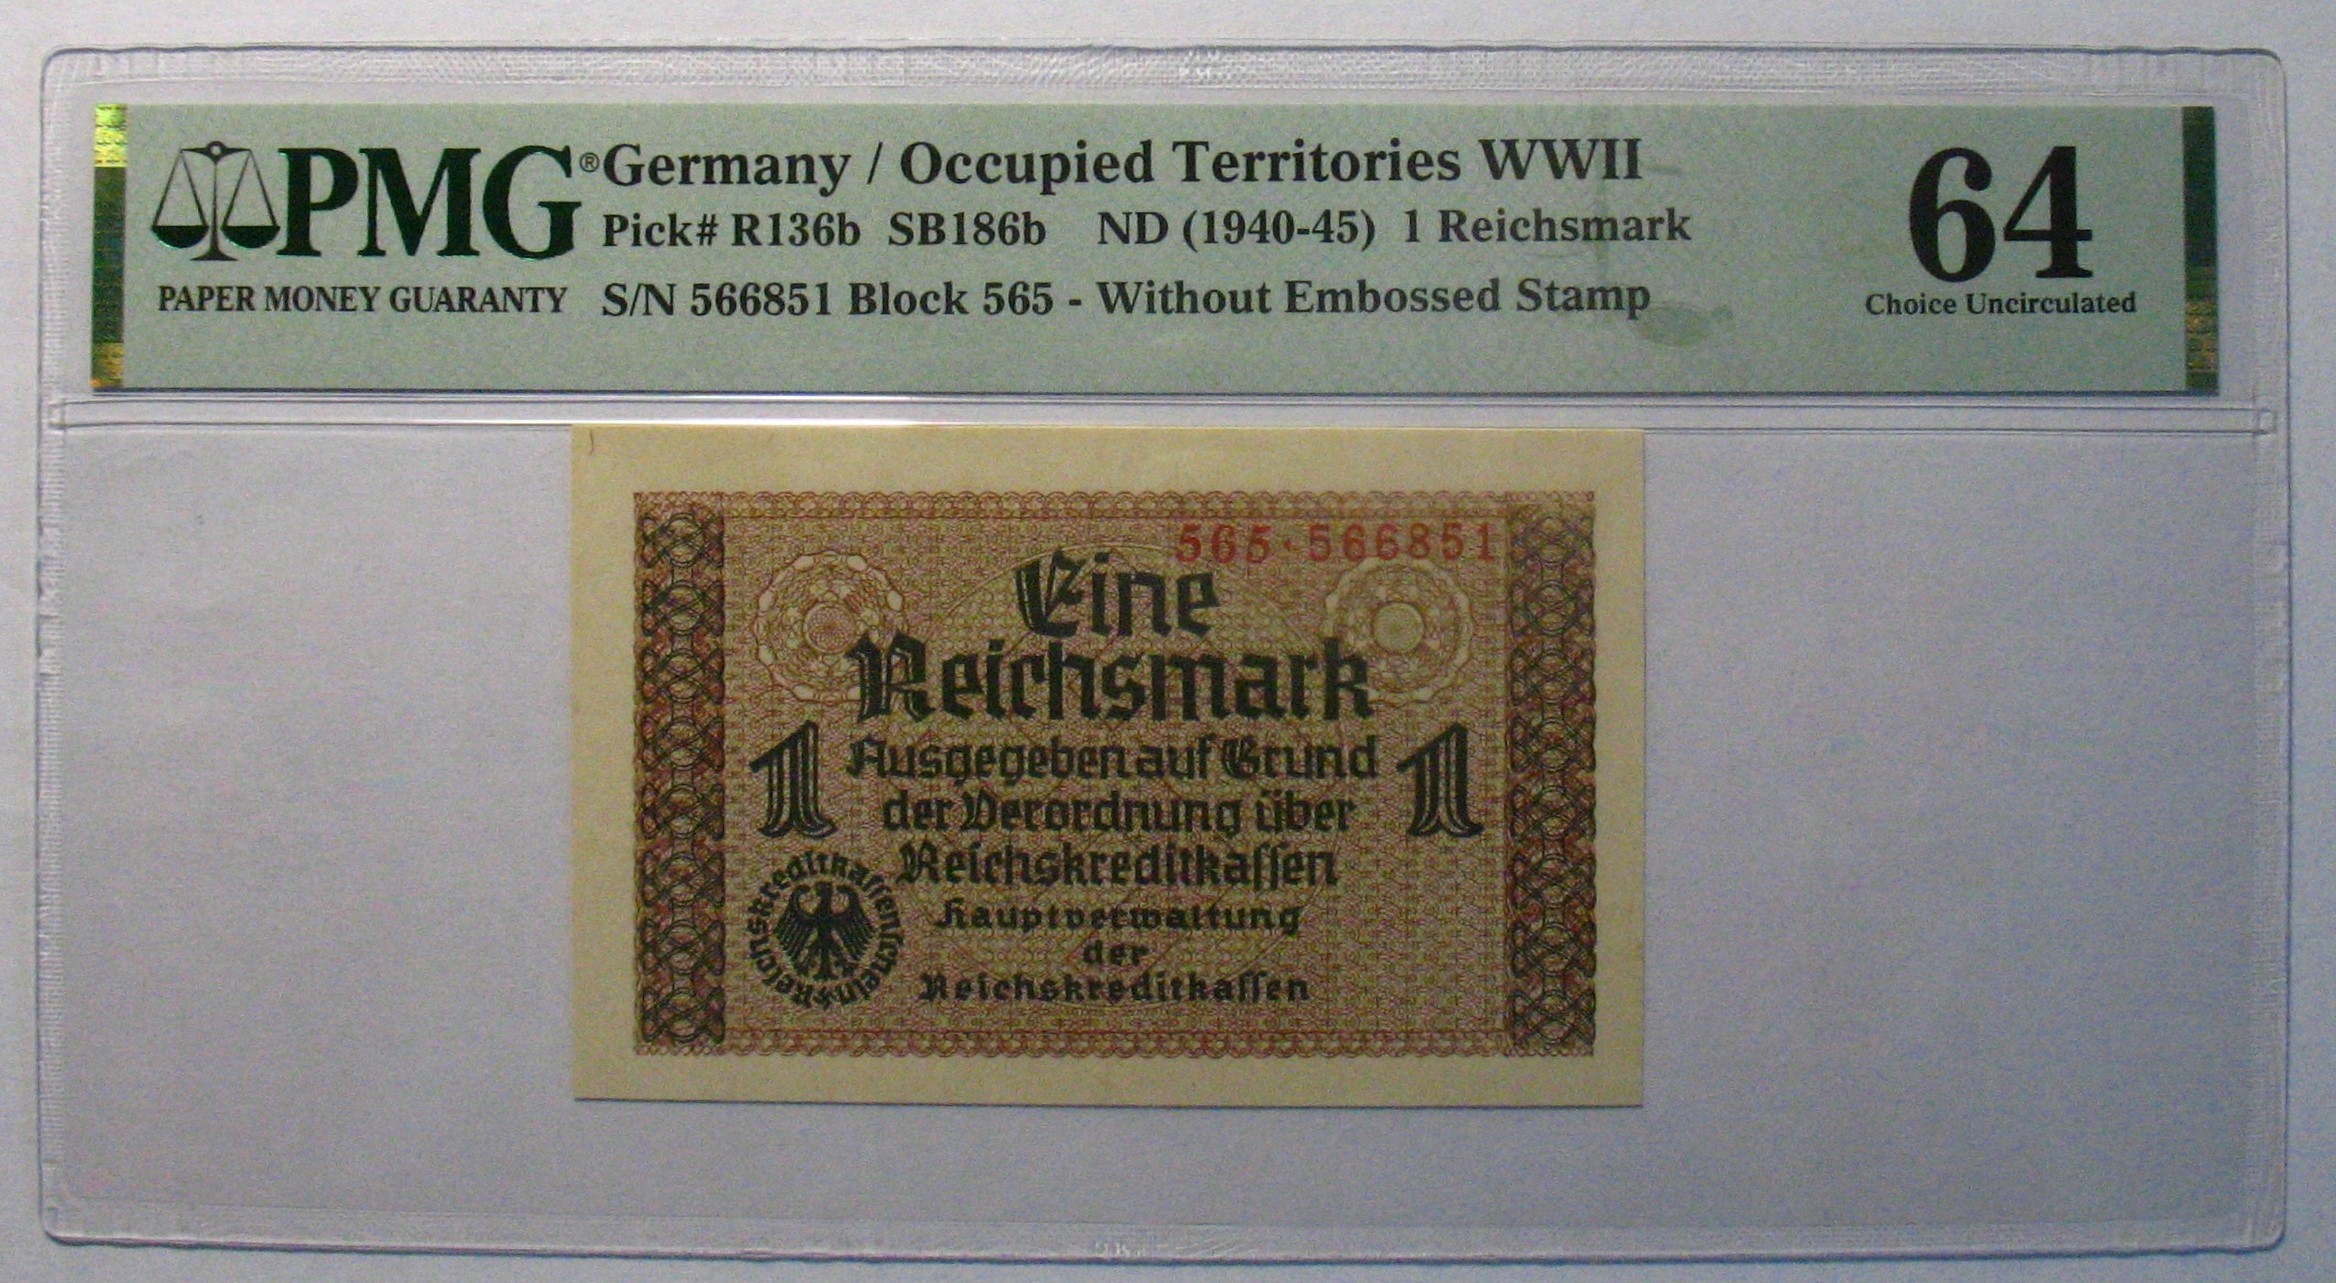 PMG®
PAPER MONEY GUARANTY
Germany / Occupied Territories WWII
Pick# R136b SB186b ND (1940-45) 1 Reichsmark
S/N 566851 Block 565 - Without Embossed Stamp
64
Choice Uncirculated
565·566851
Eine
Reichsmark
1 Ausgegeben auf Grund 1
der Verordnung über
Reichskreditkassen
Hauptverwaltung
der
Reichskreditkassen
Reichskreditkassenscheine